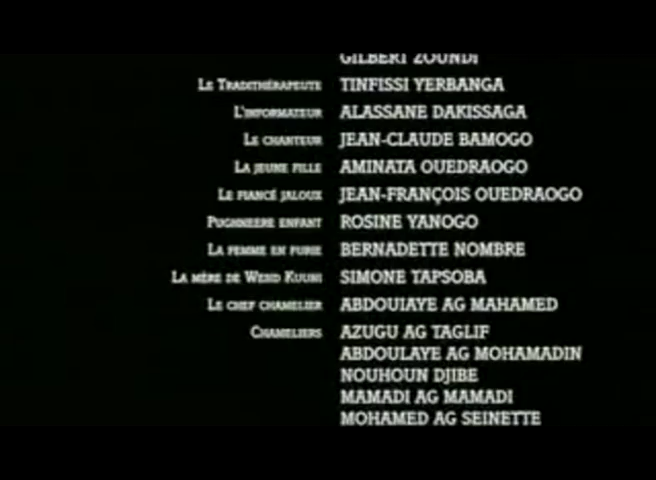 GILBERT ZOUNDI
LE TRADITHÉRAPEUTE TINFISSI YERBANGA
L'INFORMATEUR ALASSANE DAKISSAGA
LE CHANTEUR JEAN-CLAUDE BAMOGO
LA JEUNE FILLE AMINATA OUEDRAOGO
LE FIANCÉ JALOUX JEAN-FRANÇOIS OUEDRAOGO
PUGHNEERE ENFANT ROSINE YANOGO
LA FEMME EN FURIE BERNADETTE NOMBRE
LA MÈRE DE WEND KUUNI SIMONE TAPSOBA
LE CHEF CHAMELIER ABDOUIAYE AG MAHAMED
CHAMELIERS AZUGU AG TAGLIF
ABDOULAYE AG MOHAMADIN
NOUHOUN DJIBE
MAMADI AG MAMADI
MOHAMED AG SEINETTE